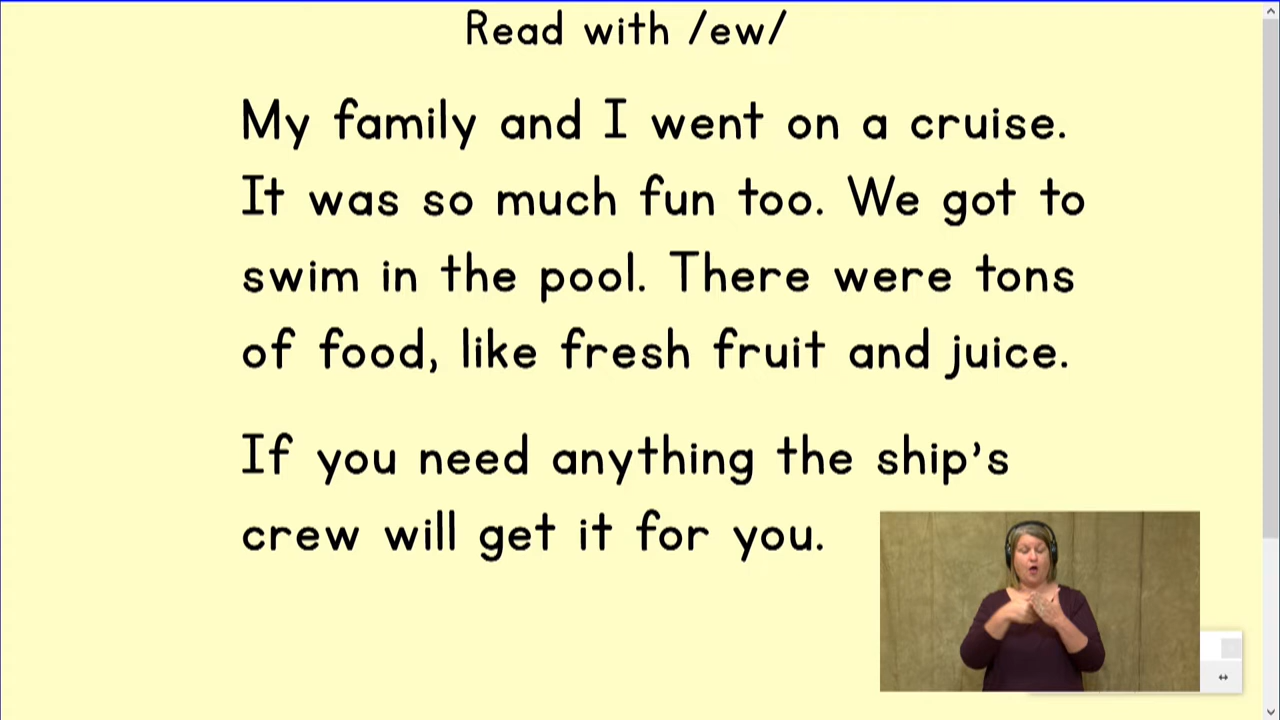 Read with /ew/
My family and I went on a cruise.
It was so much fun too. We got to
swim in the pool. There were tons
of food, like fresh fruit and juice.
If you need anything the ship's
crew will get it for you.